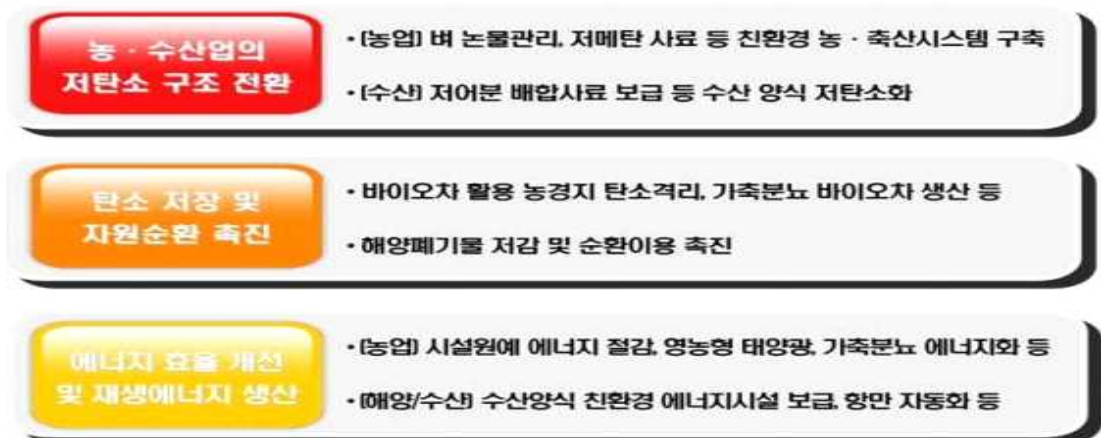 농 · 수산업의
저탄소 구조 전환
• (농업) 벼 논물관리, 저메탄 사료 등 친환경 농 · 축산시스템 구축
• (수산) 저어분 배합사료 보급 등 수산 양식 저탄소화
탄소 저장 및
자원순환 촉진
• 바이오차 활용 농경지 탄소격리, 가축분뇨 바이오차 생산 등
• 해양폐기물 저감 및 순환이용 촉진
에너지 효율 개선
및 재생에너지 생산
• (농업) 시설원예 에너지 절감, 영농형 태양광, 가축분뇨 에너지화 등
• (해양/수산) 수산양식 친환경 에너지시설 보급, 항만 자동화 등